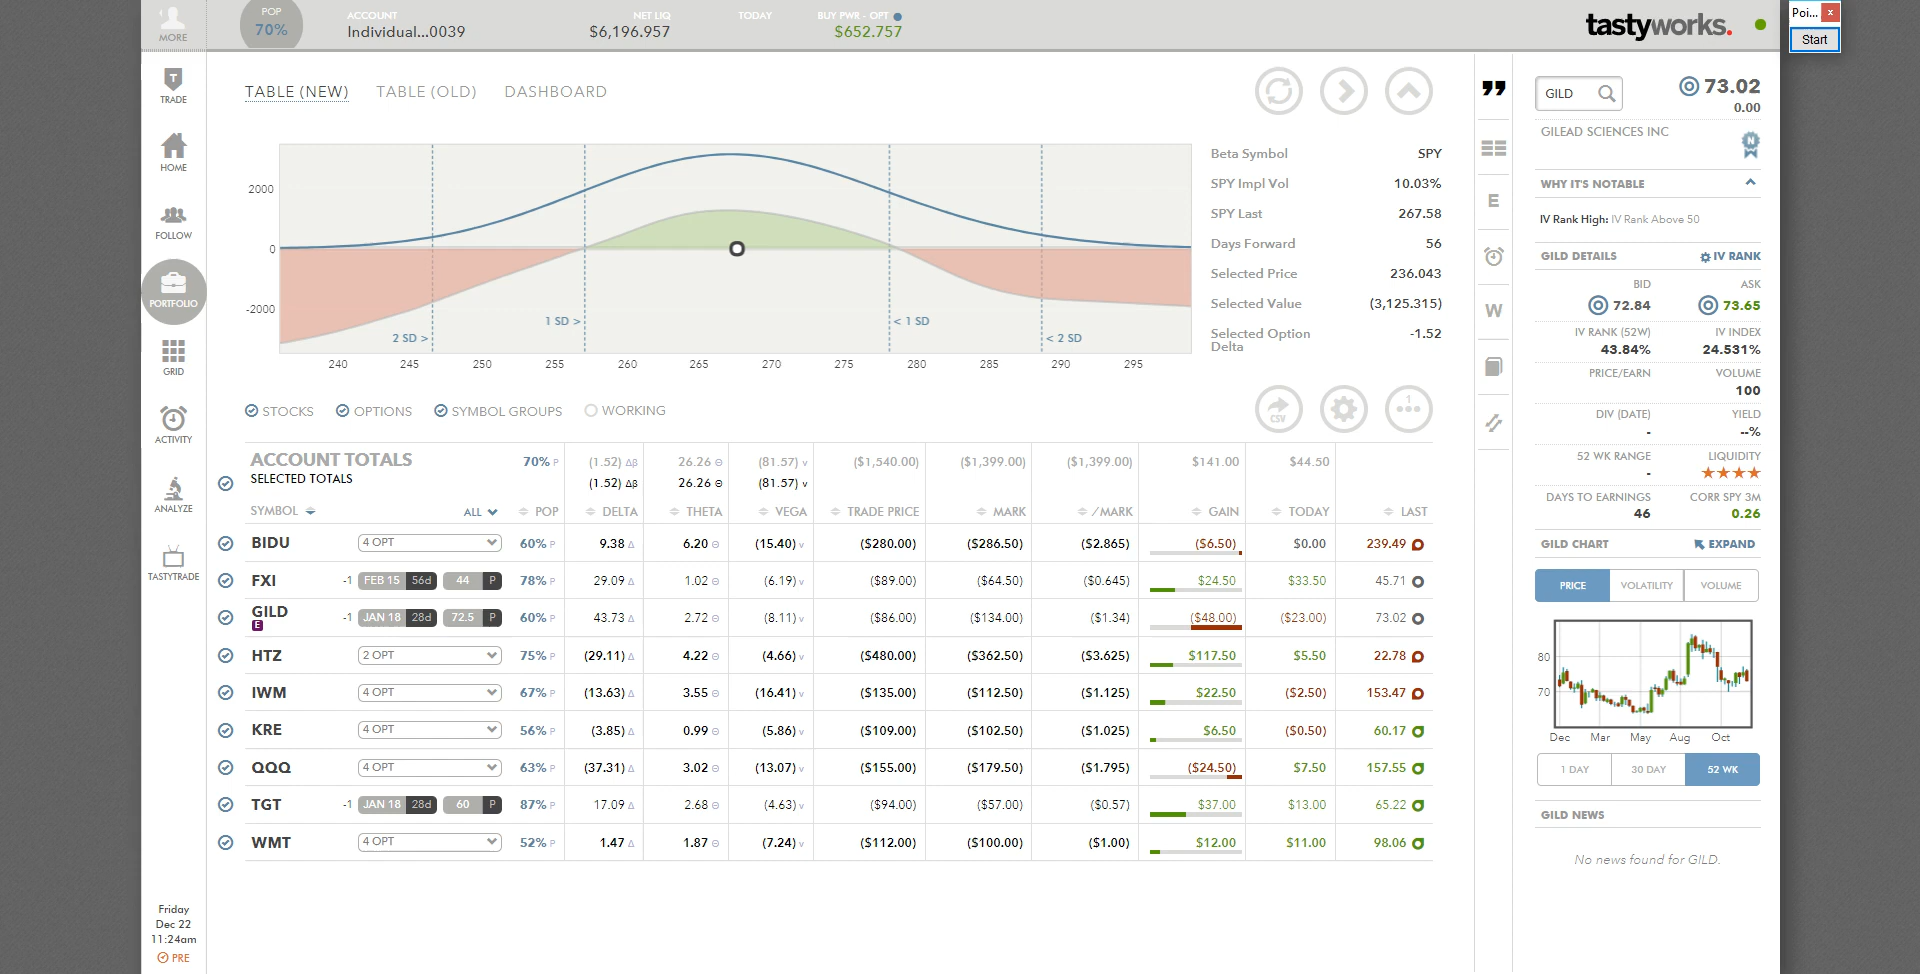 MORE
POP
70%
ACCOUNT
Individual...0039
NET LIQ
$6,196.957
TODAY
BUY PWR - OPT
$652.757
tastyworks.
Poi... x
Start
TRADE
HOME
FOLLOW
PORTFOLIO
GRID
ACTIVITY
ANALYZE
TASTYTRADE
Friday
Dec 22
11:24am
PRE
TABLE (NEW) TABLE (OLD) DASHBOARD
2000
0
-2000
2 SD > 1 SD > < 1 SD < 2 SD
240 245 250 255 260 265 270 275 280 285 290 295
Beta Symbol SPY
SPY Impl Vol 10.03%
SPY Last 267.58
Days Forward 56
Selected Price 236.043
Selected Value (3,125.315)
Selected Option Delta -1.52
STOCKS OPTIONS SYMBOL GROUPS WORKING
CSV
1
ACCOUNT TOTALS 70% P (1.52) Δβ 26.26 Θ (81.57) v ($1,540.00) ($1,399.00) ($1,399.00) $141.00 $44.50
SELECTED TOTALS (1.52) Δβ 26.26 Θ (81.57) v
SYMBOL ALL POP DELTA THETA VEGA TRADE PRICE MARK /MARK GAIN TODAY LAST
BIDU 4 OPT 60% P 9.38 Δ 6.20 Θ (15.40) v ($280.00) ($286.50) ($2.865) ($6.50) $0.00 239.49
FXI -1 FEB 15 56d 44 P 78% P 29.09 Δ 1.02 Θ (6.19) v ($89.00) ($64.50) ($0.645) $24.50 $33.50 45.71
GILD E -1 JAN 18 28d 72.5 P 60% P 43.73 Δ 2.72 Θ (8.11) v ($86.00) ($134.00) ($1.34) ($48.00) ($23.00) 73.02
HTZ 2 OPT 75% P (29.11) Δ 4.22 Θ (4.66) v ($480.00) ($362.50) ($3.625) $117.50 $5.50 22.78
IWM 4 OPT 67% P (13.63) Δ 3.55 Θ (16.41) v ($135.00) ($112.50) ($1.125) $22.50 ($2.50) 153.47
KRE 4 OPT 56% P (3.85) Δ 0.99 Θ (5.86) v ($109.00) ($102.50) ($1.025) $6.50 ($0.50) 60.17
QQQ 4 OPT 63% P (37.31) Δ 3.02 Θ (13.07) v ($155.00) ($179.50) ($1.795) ($24.50) $7.50 157.55
TGT -1 JAN 18 28d 60 P 87% P 17.09 Δ 2.68 Θ (4.63) v ($94.00) ($57.00) ($0.57) $37.00 $13.00 65.22
WMT 4 OPT 52% P 1.47 Δ 1.87 Θ (7.24) v ($112.00) ($100.00) ($1.00) $12.00 $11.00 98.06
E
W
GILD 73.02
0.00
GILEAD SCIENCES INC
N
WHY IT'S NOTABLE
IV Rank High: IV Rank Above 50
GILD DETAILS IV RANK
BID ASK
72.84 73.65
IV RANK (52W) IV INDEX
43.84% 24.531%
PRICE/EARN VOLUME
100
DIV (DATE) YIELD
- --%
52 WK RANGE LIQUIDITY
- ★★★★
DAYS TO EARNINGS CORR SPY 3M
46 0.26
GILD CHART EXPAND
PRICE VOLATILITY VOLUME
80
70
Dec Mar May Aug Oct
1 DAY 30 DAY 52 WK
GILD NEWS
No news found for GILD.